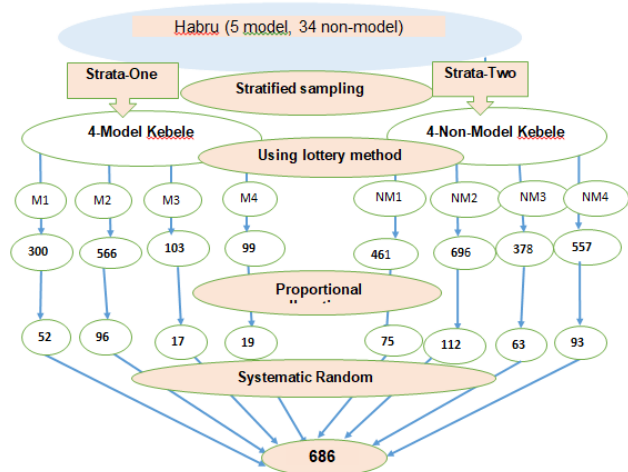 Habru (5 model, 34 non-model)
Strata-One
Strata-Two
Stratified sampling
4-Model Kebele
4-Non-Model Kebele
Using lottery method
M1 M2 M3 M4 NM1 NM2 NM3 NM4
300 566 103 99 461 696 378 557
Proportional
52 96 17 19 75 112 63 93
Systematic Random
686